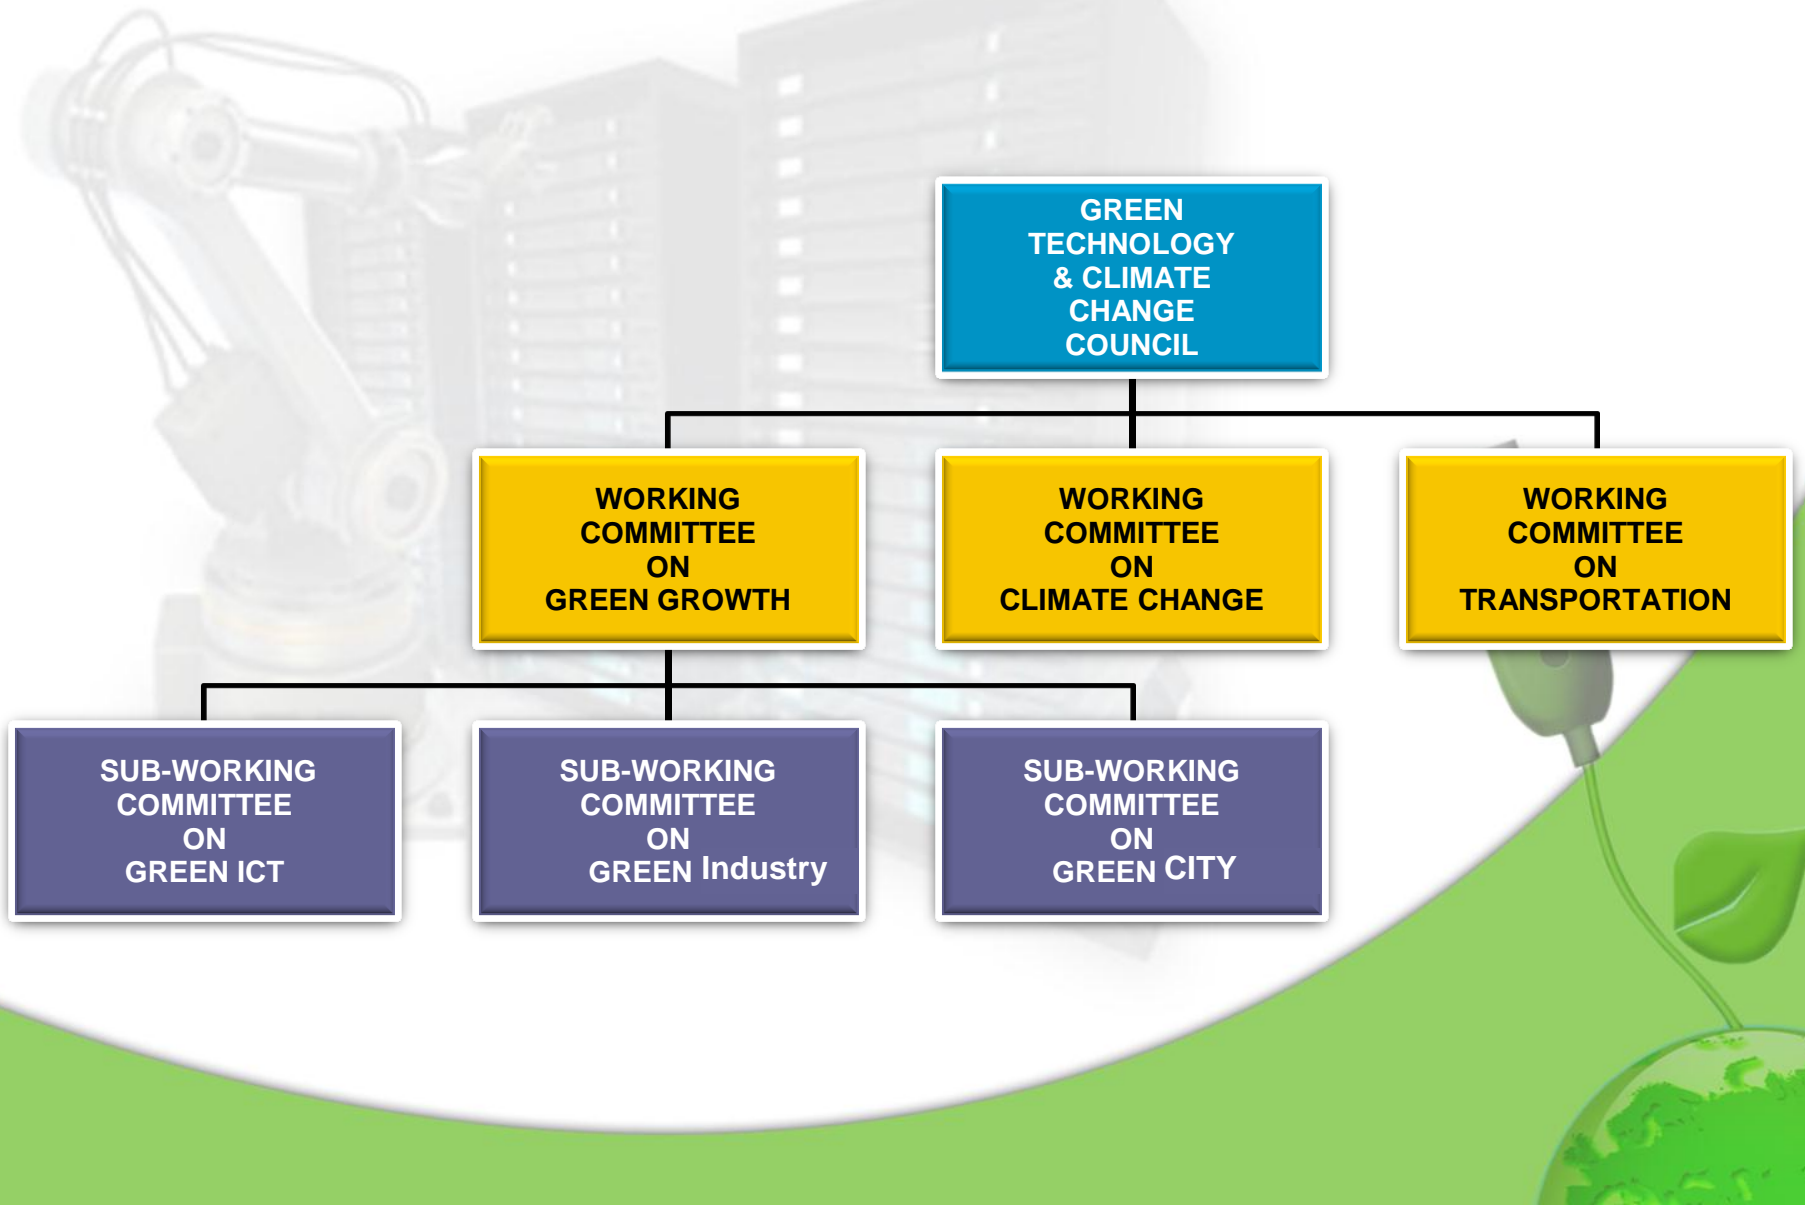 GREEN
TECHNOLOGY
& CLIMATE
CHANGE
COUNCIL
WORKING
COMMITTEE
ON
GREEN GROWTH
WORKING
COMMITTEE
ON
CLIMATE CHANGE
WORKING
COMMITTEE
ON
TRANSPORTATION
SUB-WORKING
COMMITTEE
ON
GREEN ICT
SUB-WORKING
COMMITTEE
ON
GREEN Industry
SUB-WORKING
COMMITTEE
ON
GREEN CITY